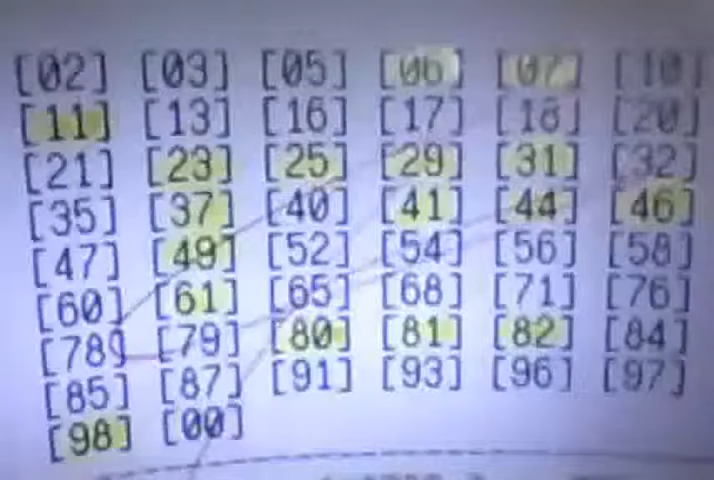 [02] [03] [05] [06] [07] [10]
[11] [13] [16] [17] [18] [20]
[21] [23] [25] [29] [31] [32]
[35] [37] [40] [41] [44] [46]
[47] [49] [52] [54] [56] [58]
[60] [61] [65] [68] [71] [76]
[78] [79] [80] [81] [82] [84]
[85] [87] [91] [93] [96] [97]
[98] [00]